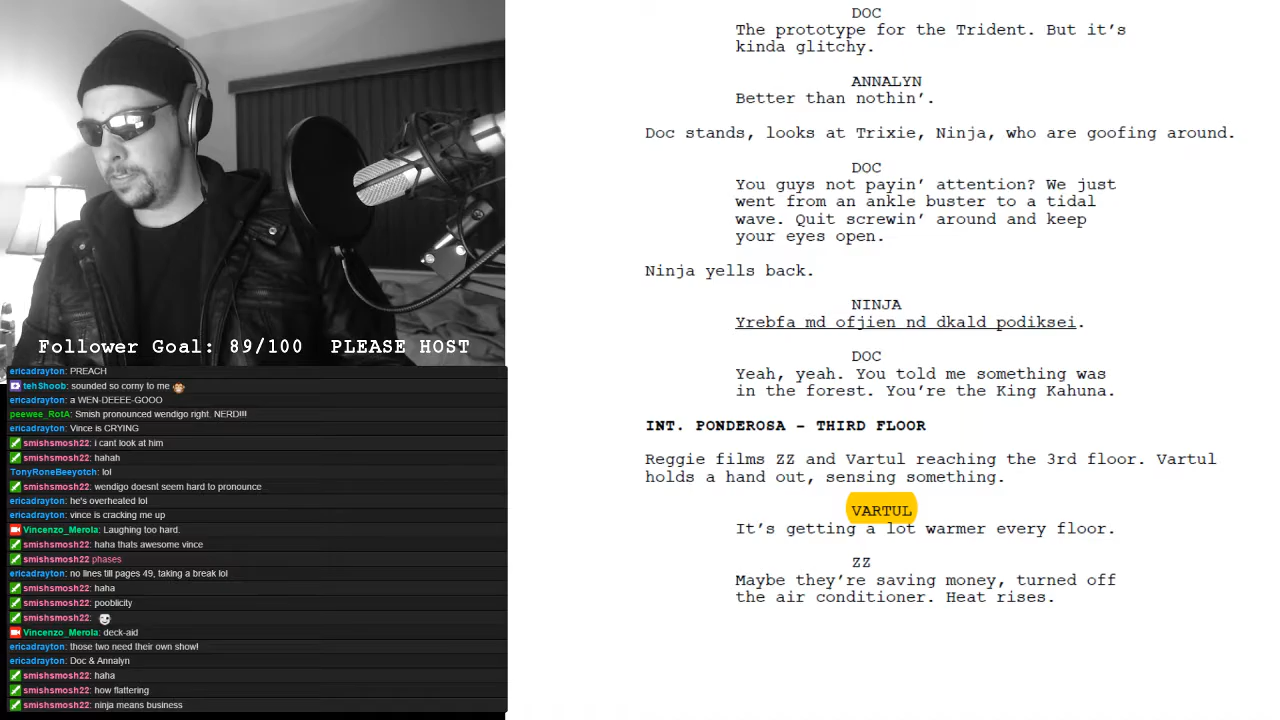 Follower Goal: 89/100 PLEASE HOST
ericadrayton: PREACH
tehShoob: sounded so corny to me
ericadrayton: a WEN-DEEEE-GOOO
peewee_RotA: Smish pronounced wendigo right. NERD!!!
ericadrayton: Vince is CRYING
smishsmosh22: i cant look at him
smishsmosh22: hahah
TonyRoneBeeyotch: lol
smishsmosh22: wendigo doesnt seem hard to pronounce
ericadrayton: he's overheated lol
ericadrayton: vince is cracking me up
Vincenzo_Merola: Laughing too hard.
smishsmosh22: haha thats awesome vince
smishsmosh22 phases
ericadrayton: no lines till pages 49, taking a break lol
smishsmosh22: haha
smishsmosh22: pooblicity
smishsmosh22:
Vincenzo_Merola: deck-aid
ericadrayton: those two need their own show!
ericadrayton: Doc & Annalyn
smishsmosh22: haha
smishsmosh22: how flattering
smishsmosh22: ninja means business
DOC
The prototype for the Trident. But it's
kinda glitchy.
ANNALYN
Better than nothin'.
Doc stands, looks at Trixie, Ninja, who are goofing around.
DOC
You guys not payin' attention? We just
went from an ankle buster to a tidal
wave. Quit screwin' around and keep
your eyes open.
Ninja yells back.
NINJA
Yrebfa md ofjien nd dkald podiksei.
DOC
Yeah, yeah. You told me something was
in the forest. You're the King Kahuna.
INT. PONDEROSA - THIRD FLOOR
Reggie films ZZ and Vartul reaching the 3rd floor. Vartul
holds a hand out, sensing something.
VARTUL
It's getting a lot warmer every floor.
ZZ
Maybe they're saving money, turned off
the air conditioner. Heat rises.